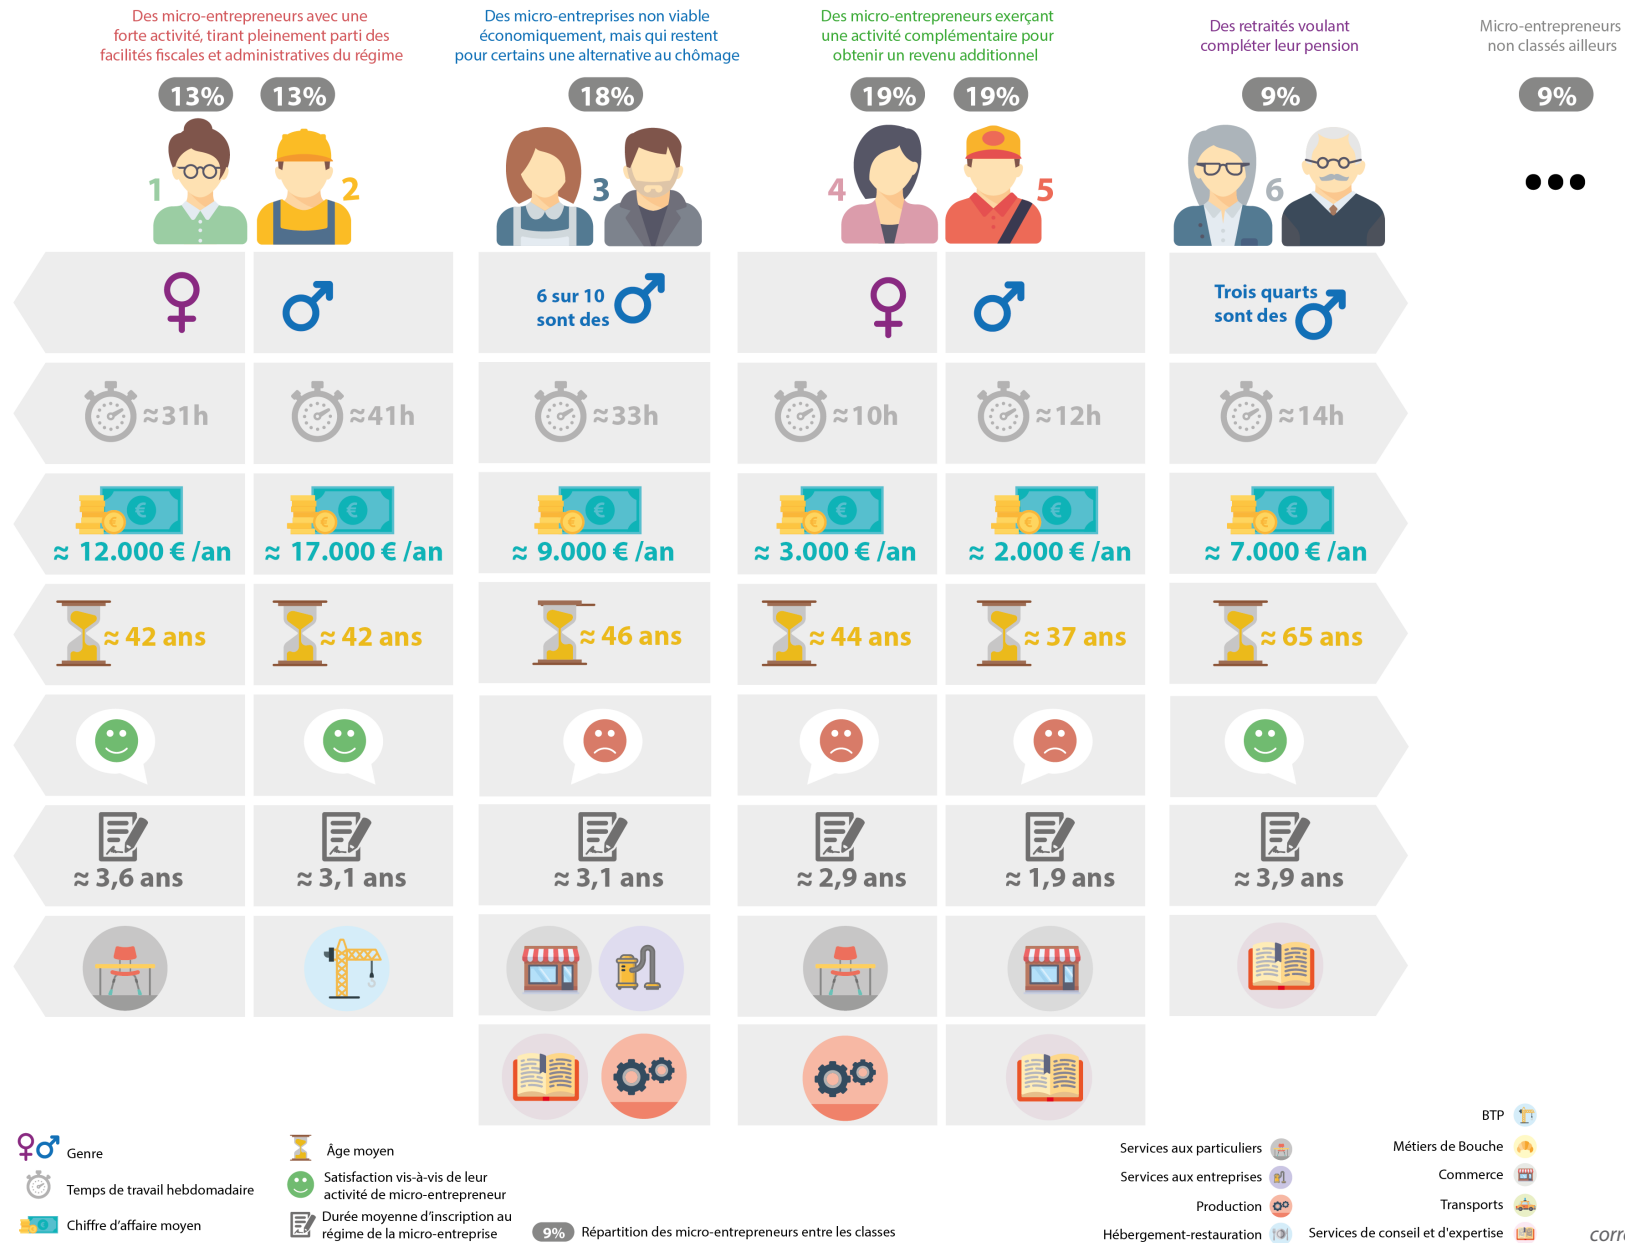 Des micro-entrepreneurs avec une
forte activité, tirant pleinement parti des
facilités fiscales et administratives du régime
Des micro-entreprises non viable
économiquement, mais qui restent
pour certains une alternative au chômage
Des micro-entrepreneurs exerçant
une activité complémentaire pour
obtenir un revenu additionnel
Des retraités voulant
compléter leur pension
Micro-entrepreneurs
non classés ailleurs
13% 13% 18% 19% 19% 9% 9%
1 2 3 4 5 6
6 sur 10
sont des
Trois quarts
sont des
≈31h ≈41h ≈33h ≈10h ≈12h ≈14h
≈ 12.000 € /an ≈ 17.000 € /an ≈ 9.000 € /an ≈ 3.000 € /an ≈ 2.000 € /an ≈ 7.000 € /an
≈ 42 ans ≈ 42 ans ≈ 46 ans ≈ 44 ans ≈ 37 ans ≈ 65 ans
≈ 3,6 ans ≈ 3,1 ans ≈ 3,1 ans ≈ 2,9 ans ≈ 1,9 ans ≈ 3,9 ans
Genre
Temps de travail hebdomadaire
Chiffre d’affaire moyen
Âge moyen
Satisfaction vis-à-vis de leur
activité de micro-entrepreneur
Durée moyenne d’inscription au
régime de la micro-entreprise
9% Répartition des micro-entrepreneurs entre les classes
Services aux particuliers
Services aux entreprises
Production
Hébergement-restauration
BTP
Métiers de Bouche
Commerce
Transports
Services de conseil et d'expertise
corre